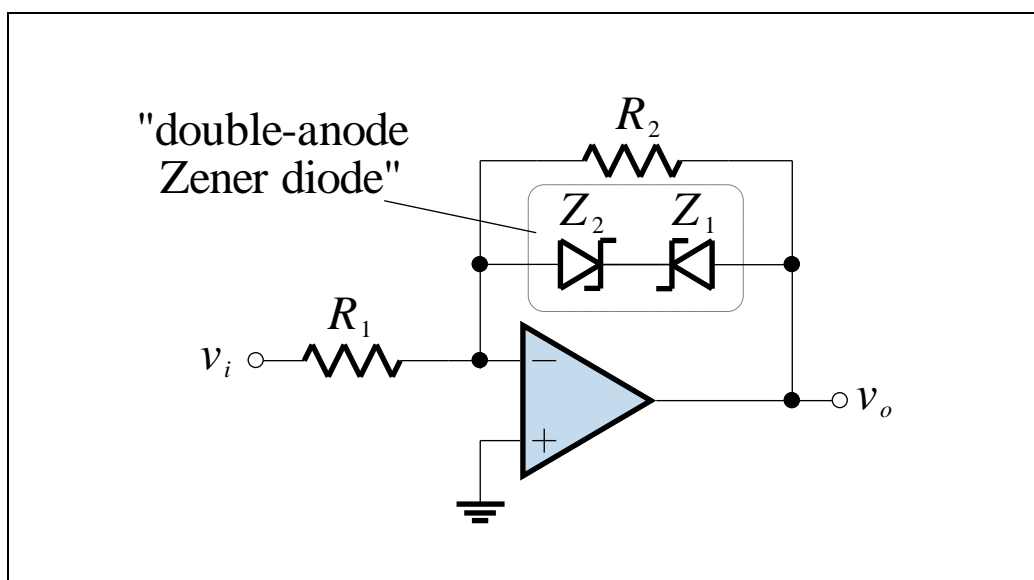 "double-anode
Zener diode"
R₂
Z₂ Z₁
R₁
vᵢ
−
+
vₒ